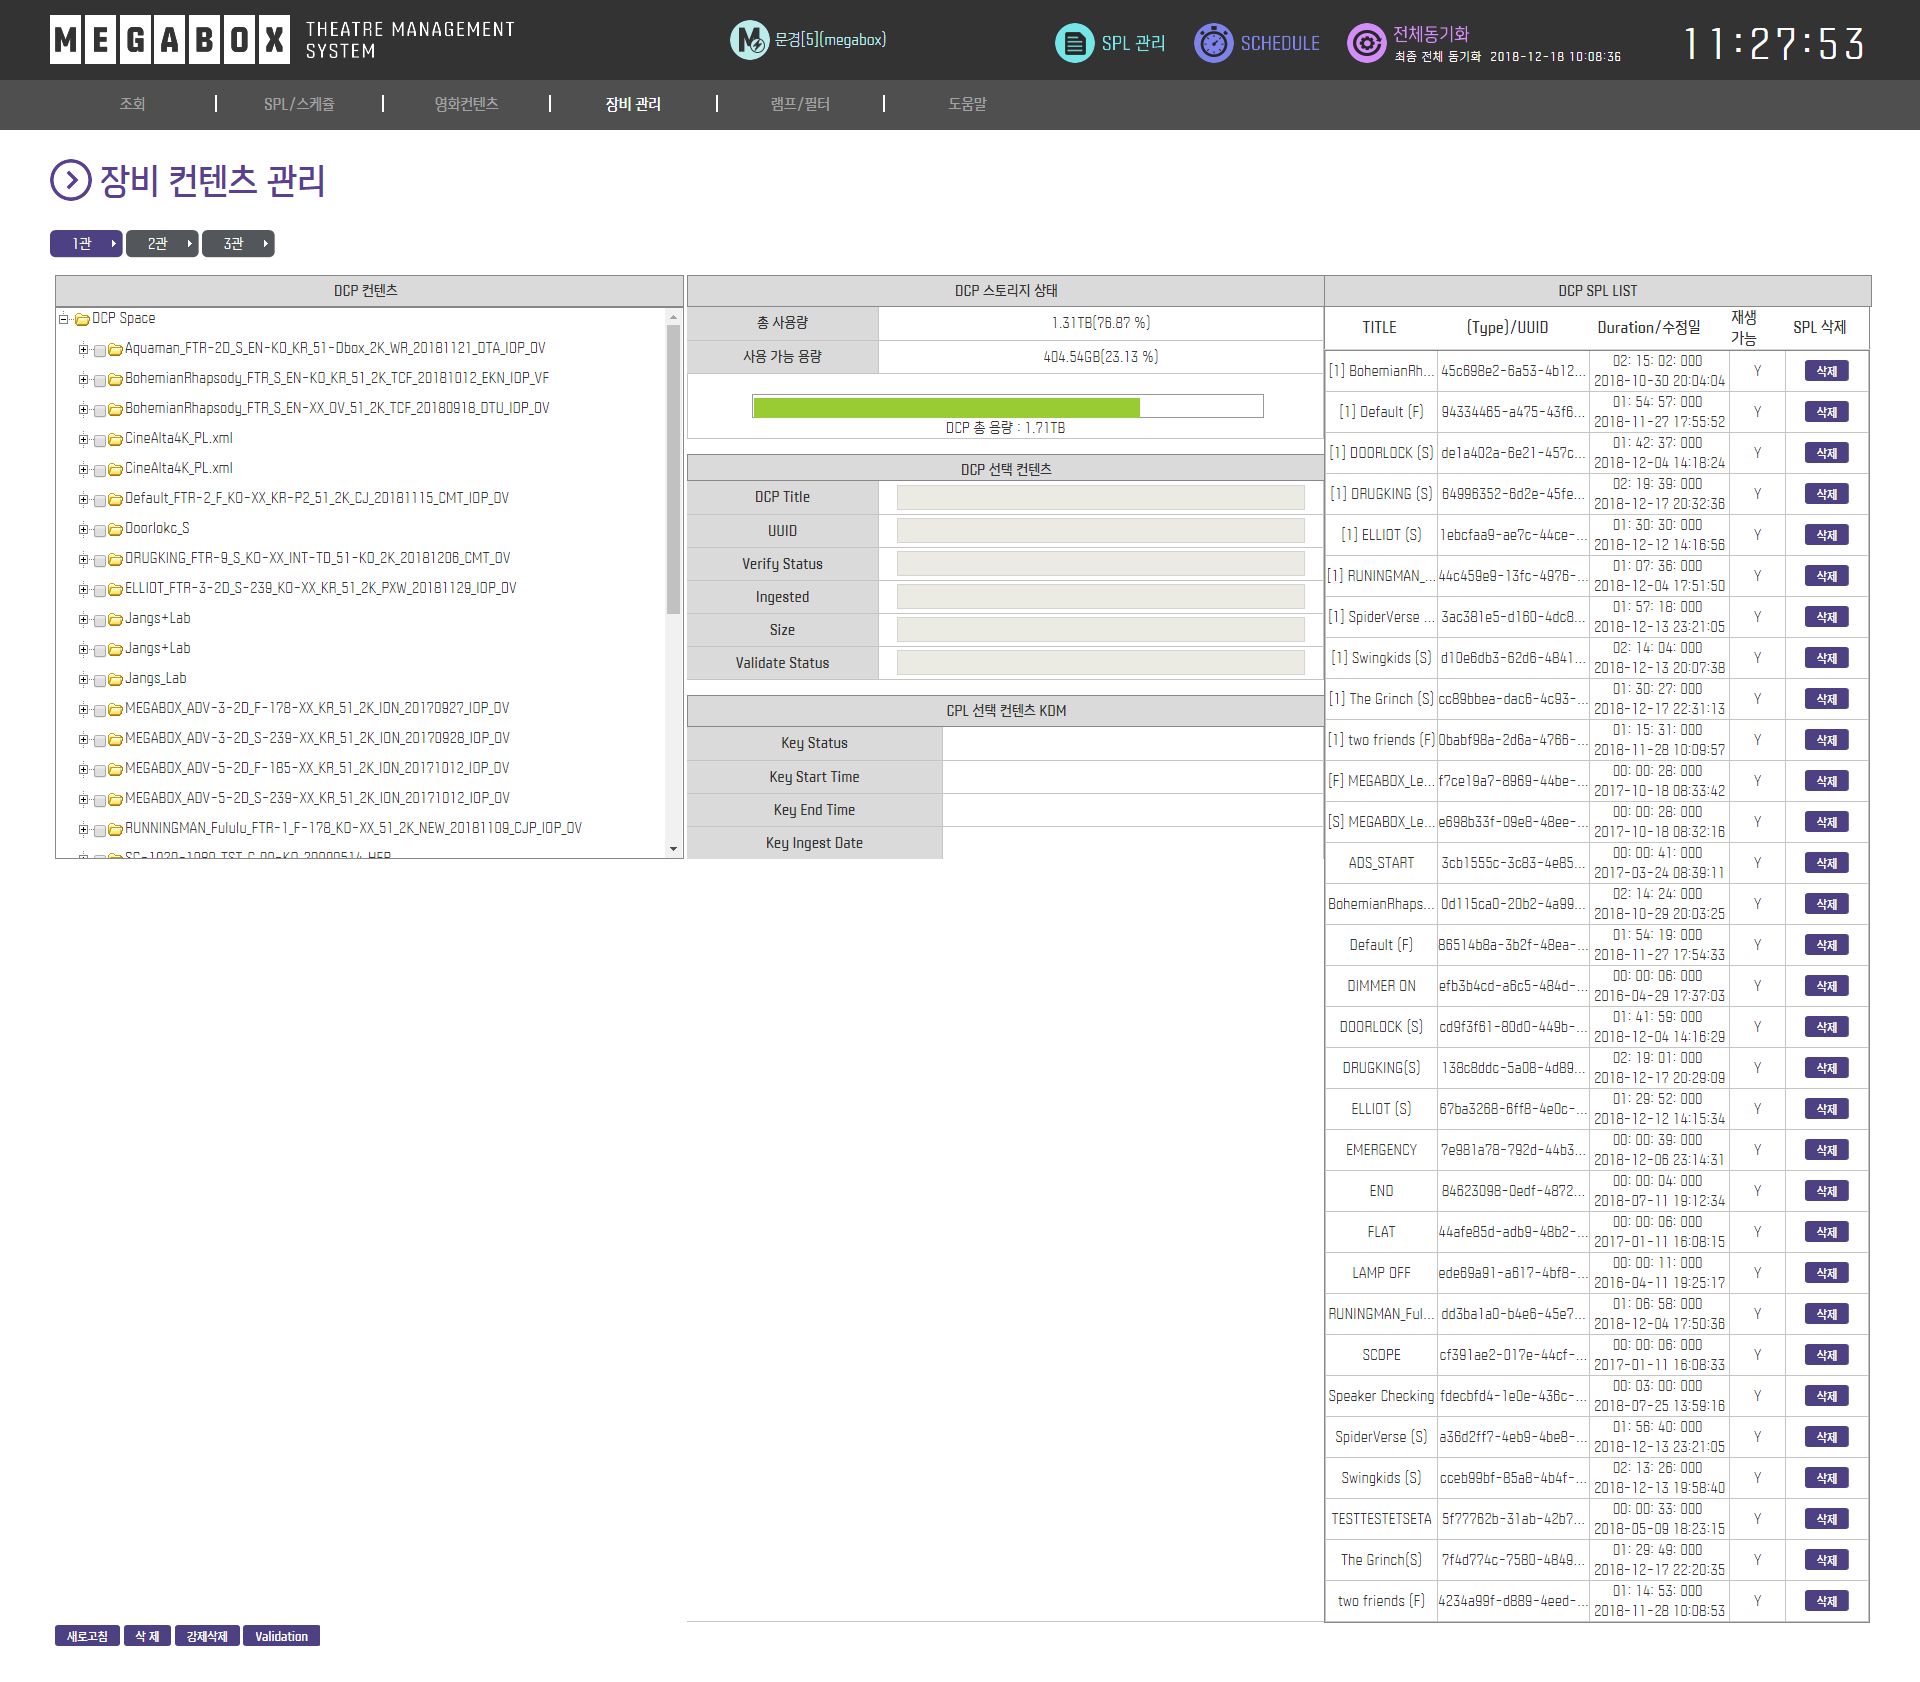 MEGABOX THEATRE MANAGEMENT SYSTEM
문경[5](megabox)
SPL 관리
SCHEDULE
전체동기화
최종 전체 동기화 2018-12-18 10:08:36
11:27:53
조회 SPL/스케쥴 영화컨텐츠 장비 관리 램프/필터 도움말
장비 컨텐츠 관리
1관 2관 3관
DCP 컨텐츠
DCP Space
Aquaman_FTR-2D_S_EN-KO_KR_51-Dbox_2K_WR_20181121_DTA_IOP_OV
BohemianRhapsody_FTR_S_EN-KO_KR_51_2K_TCF_20181012_EKN_IOP_VF
BohemianRhapsody_FTR_S_EN-XX_OV_51_2K_TCF_20180918_DTU_IOP_OV
CineAlta4K_PL.xml
CineAlta4K_PL.xml
Default_FTR-2_F_KO-XX_KR-P2_51_2K_CJ_20181115_CMT_IOP_OV
Doorlokc_S
DRUGKING_FTR-9_S_KO-XX_INT-TD_51-KO_2K_20181206_CMT_OV
ELLIOT_FTR-3-2D_S-239_KO-XX_KR_51_2K_PXW_20181129_IOP_OV
Jangs+Lab
Jangs+Lab
Jangs_Lab
MEGABOX_ADV-3-2D_F-178-XX_KR_51_2K_ION_20170927_IOP_OV
MEGABOX_ADV-3-2D_S-239-XX_KR_51_2K_ION_20170928_IOP_OV
MEGABOX_ADV-5-2D_F-185-XX_KR_51_2K_ION_20171012_IOP_OV
MEGABOX_ADV-5-2D_S-239-XX_KR_51_2K_ION_20171012_IOP_OV
RUNNINGMAN_Fululu_FTR-1_F-178_KO-XX_51_2K_NEW_20181109_CJP_IOP_OV
DCP 스토리지 상태
총 사용량 1.31TB(76.87 %)
사용 가능 용량 404.54GB(23.13 %)
DCP 총 용량 : 1.71TB
DCP 선택 컨텐츠
DCP Title
UUID
Verify Status
Ingested
Size
Validate Status
CPL 선택 컨텐츠 KDM
Key Status
Key Start Time
Key End Time
Key Ingest Date
DCP SPL LIST
TITLE (Type)/UUID Duration/수정일 재생 가능 SPL 삭제
[1] BohemianRh... 45c698e2-6a53-4b12... 02: 15: 02: 000 2018-10-30 20:04:04 Y 삭제
[1] Default (F) 94334465-a475-43f6... 01: 54: 57: 000 2018-11-27 17:55:52 Y 삭제
[1] DOORLOCK (S) de1a402a-6e21-457c... 01: 42: 37: 000 2018-12-04 14:18:24 Y 삭제
[1] DRUGKING (S) 64996352-6d2e-45fe... 02: 19: 39: 000 2018-12-17 20:32:36 Y 삭제
[1] ELLIOT (S) 1ebcfaa9-ae7c-44ce-... 01: 30: 30: 000 2018-12-12 14:16:56 Y 삭제
[1] RUNINGMAN_... 44c459e9-13fc-4976-... 01: 07: 36: 000 2018-12-04 17:51:50 Y 삭제
[1] SpiderVerse ... 3ac381e5-d160-4dc8... 01: 57: 18: 000 2018-12-13 23:21:05 Y 삭제
[1] Swingkids (S) d10e6db3-62d6-4841... 02: 14: 04: 000 2018-12-13 20:07:38 Y 삭제
[1] The Grinch (S) cc89bbea-dac6-4c93-... 01: 30: 27: 000 2018-12-17 22:31:13 Y 삭제
[1] two friends (F) 0babf98a-2d6a-4766-... 01: 15: 31: 000 2018-11-28 10:09:57 Y 삭제
[F] MEGABOX_Le... f7ce19a7-8969-44be-... 00: 00: 28: 000 2017-10-18 08:33:42 Y 삭제
[S] MEGABOX_Le... e698b33f-09e8-48ee-... 00: 00: 28: 000 2017-10-18 08:32:16 Y 삭제
ADS_START 3cb1555c-3c83-4e85... 00: 00: 41: 000 2017-03-24 08:39:11 Y 삭제
BohemianRhaps... 0d115ca0-20b2-4a99... 02: 14: 24: 000 2018-10-29 20:03:25 Y 삭제
Default (F) 86514b8a-3b2f-48ea-... 01: 54: 19: 000 2018-11-27 17:54:33 Y 삭제
DIMMER ON efb3b4cd-a6c5-484d-... 00: 00: 06: 000 2016-04-29 17:37:03 Y 삭제
DOORLOCK (S) cd9f3f61-80d0-449b-... 01: 41: 59: 000 2018-12-04 14:16:29 Y 삭제
DRUGKING(S) 138c8ddc-5a08-4d89... 02: 19: 01: 000 2018-12-17 20:29:09 Y 삭제
ELLIOT (S) 67ba3268-6ff8-4e0c-... 01: 29: 52: 000 2018-12-12 14:15:34 Y 삭제
EMERGENCY 7e981a78-792d-44b3... 00: 00: 39: 000 2018-12-06 23:14:31 Y 삭제
END 84623098-0edf-4872... 00: 00: 04: 000 2018-07-11 19:12:34 Y 삭제
FLAT 44afe85d-adb9-48b2-... 00: 00: 06: 000 2017-01-11 16:08:15 Y 삭제
LAMP OFF ede69a91-a617-4bf8-... 00: 00: 11: 000 2016-04-11 19:25:17 Y 삭제
RUNINGMAN_Ful... dd3ba1a0-b4e6-45e7... 01: 06: 58: 000 2018-12-04 17:50:36 Y 삭제
SCOPE cf391ae2-017e-44cf-... 00: 00: 06: 000 2017-01-11 16:08:33 Y 삭제
Speaker Checking fdecbfd4-1e0e-436c-... 00: 03: 00: 000 2018-07-25 13:59:16 Y 삭제
SpiderVerse (S) a36d2ff7-4eb9-4be8-... 01: 56: 40: 000 2018-12-13 23:21:05 Y 삭제
Swingkids (S) cceb99bf-85a8-4b4f-... 02: 13: 26: 000 2018-12-13 19:58:40 Y 삭제
TESTTESTETSETA 5f77762b-31ab-42b7... 00: 00: 33: 000 2018-05-09 18:23:15 Y 삭제
The Grinch(S) 7f4d774c-7580-4849... 01: 29: 49: 000 2018-12-17 22:20:35 Y 삭제
two friends (F) 4234a99f-d889-4eed-... 01: 14: 53: 000 2018-11-28 10:08:53 Y 삭제
새로고침 삭 제 강제삭제 Validation